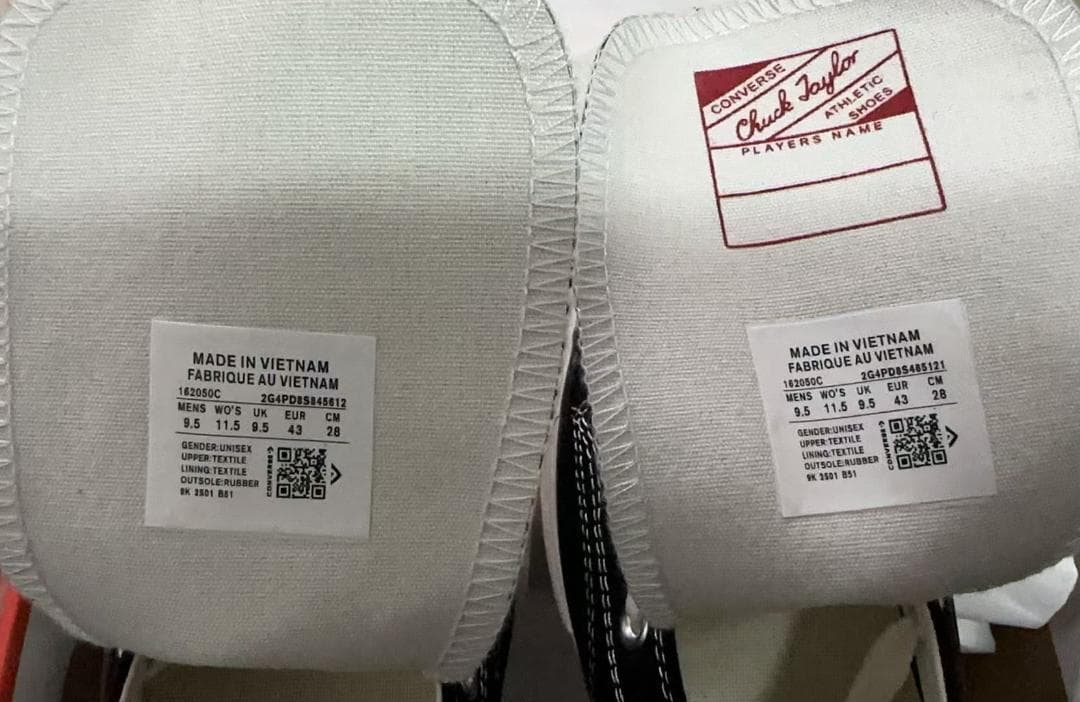 CONVERSE
Chuck Taylor
ATHLETIC
SHOES
PLAYERS NAME
MADE IN VIETNAM
FABRIQUE AU VIETNAM
162050C 2G4PD8S845612
MENS WO'S UK EUR CM
9.5 11.5 9.5 43 28
GENDER:UNISEX
UPPER:TEXTILE
LINING:TEXTILE
OUTSOLE:RUBBER
9K 2S01 B51
CONVERSE
MADE IN VIETNAM
FABRIQUE AU VIETNAM
162050C 2G4PD8S485121
MENS WO'S UK EUR CM
9.5 11.5 9.5 43 28
GENDER:UNISEX
UPPER:TEXTILE
LINING:TEXTILE
OUTSOLE:RUBBER
9K 2S01 B51
CONVERSE